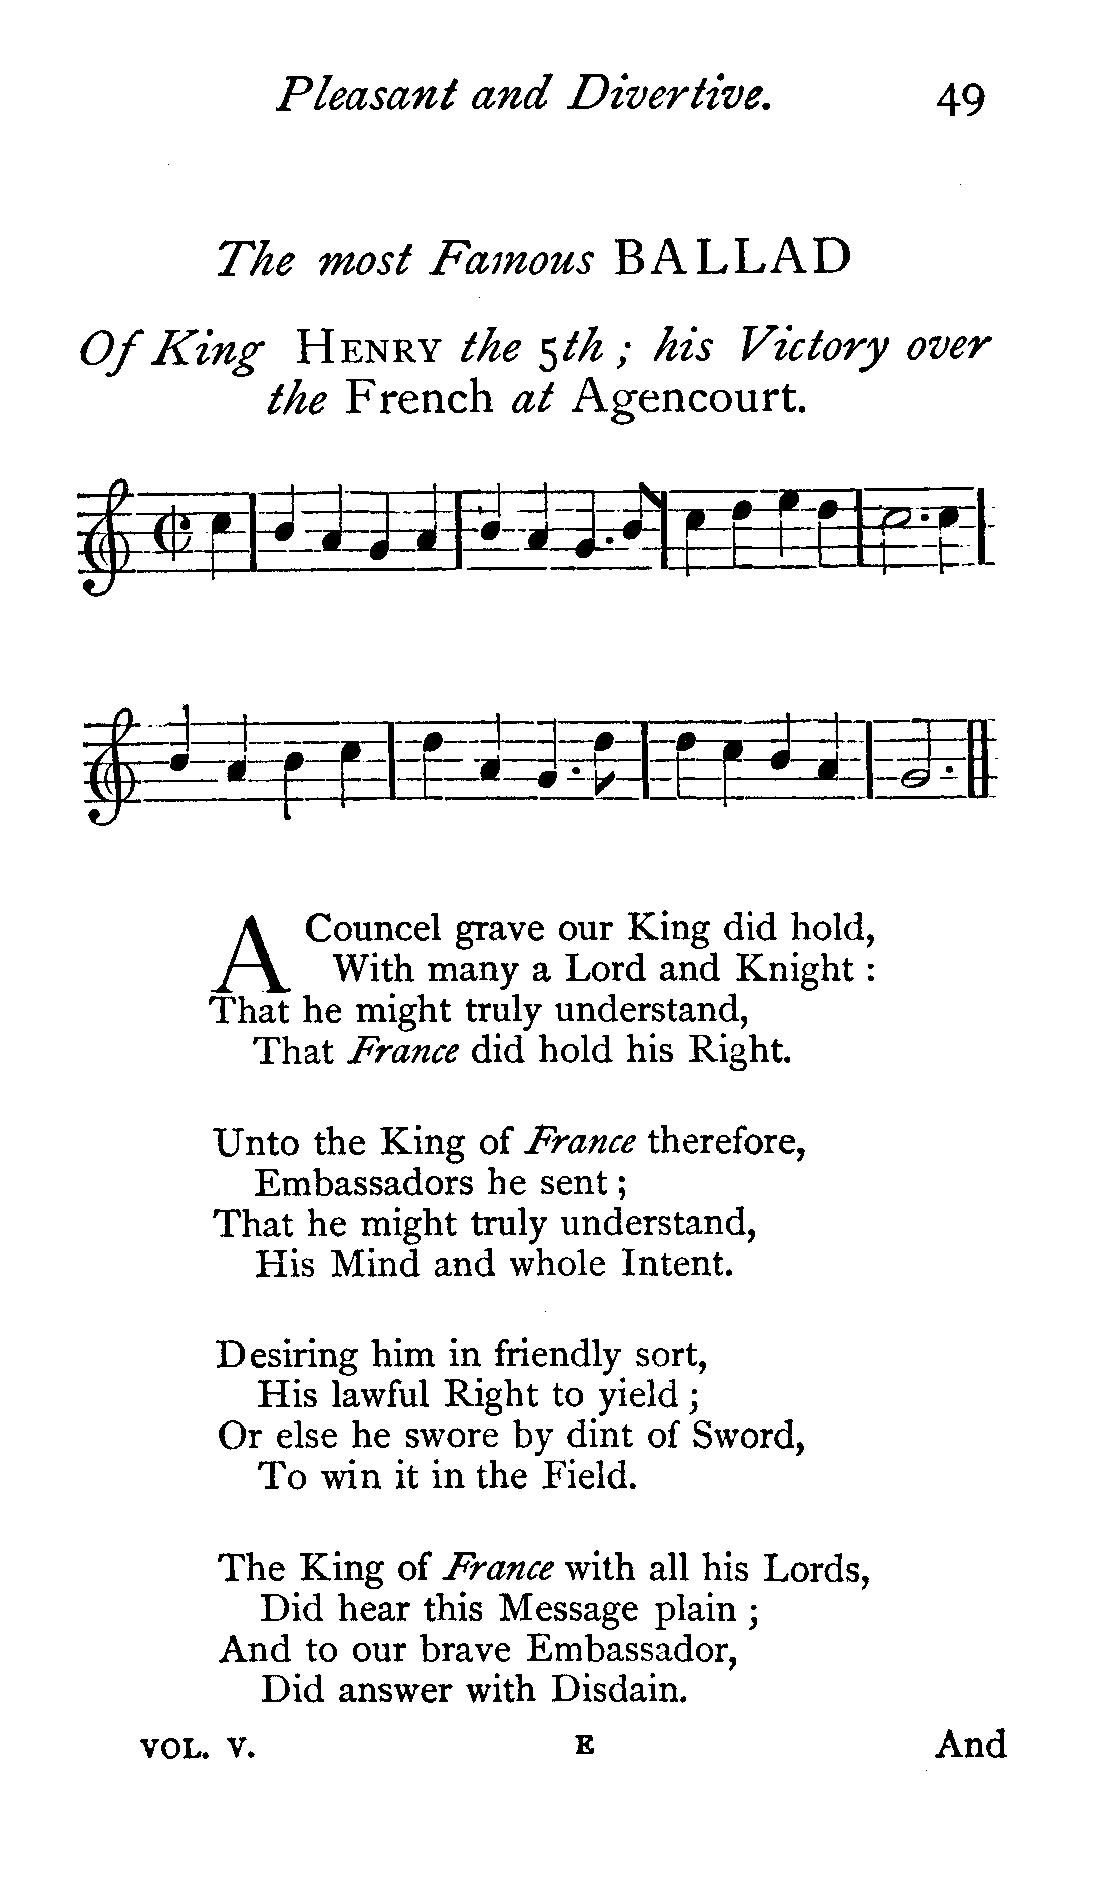 Pleasant and Divertive. 49
The most Famous BALLAD
Of King HENRY the 5th ; his Victory over
the French at Agencourt.
A Councel grave our King did hold,
With many a Lord and Knight :
That he might truly understand,
That France did hold his Right.
Unto the King of France therefore,
Embassadors he sent ;
That he might truly understand,
His Mind and whole Intent.
Desiring him in friendly sort,
His lawful Right to yield ;
Or else he swore by dint of Sword,
To win it in the Field.
The King of France with all his Lords,
Did hear this Message plain ;
And to our brave Embassador,
Did answer with Disdain.
VOL. V. E And